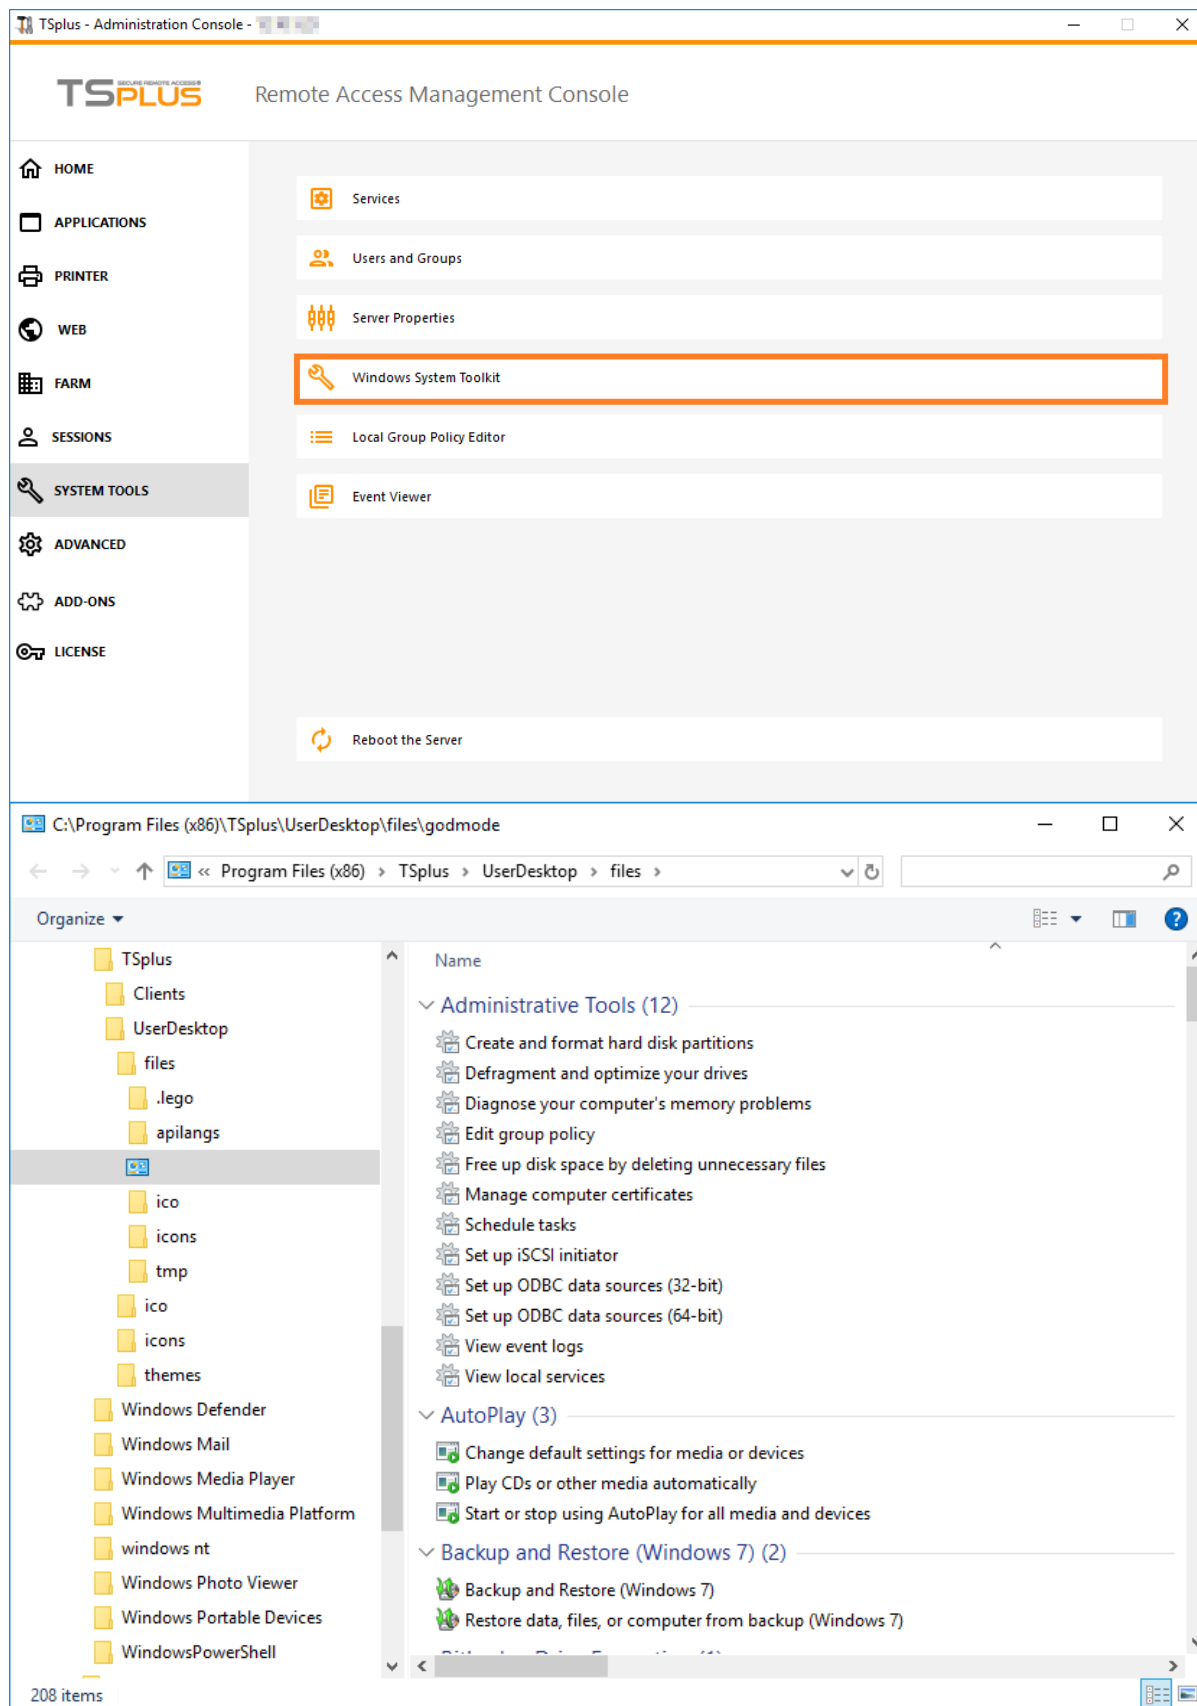 TSplus - Administration Console -
TSPLUS
SECURE REMOTE ACCESS
Remote Access Management Console
HOME
APPLICATIONS
PRINTER
WEB
FARM
SESSIONS
SYSTEM TOOLS
ADVANCED
ADD-ONS
LICENSE
Services
Users and Groups
Server Properties
Windows System Toolkit
Local Group Policy Editor
Event Viewer
Reboot the Server
C:\Program Files (x86)\TSplus\UserDesktop\files\godmode
« Program Files (x86) > TSplus > UserDesktop > files >
Organize
TSplus
Clients
UserDesktop
files
.lego
apilangs
ico
icons
tmp
ico
icons
themes
Windows Defender
Windows Mail
Windows Media Player
Windows Multimedia Platform
windows nt
Windows Photo Viewer
Windows Portable Devices
WindowsPowerShell
Name
Administrative Tools (12)
Create and format hard disk partitions
Defragment and optimize your drives
Diagnose your computer's memory problems
Edit group policy
Free up disk space by deleting unnecessary files
Manage computer certificates
Schedule tasks
Set up iSCSI initiator
Set up ODBC data sources (32-bit)
Set up ODBC data sources (64-bit)
View event logs
View local services
AutoPlay (3)
Change default settings for media or devices
Play CDs or other media automatically
Start or stop using AutoPlay for all media and devices
Backup and Restore (Windows 7) (2)
Backup and Restore (Windows 7)
Restore data, files, or computer from backup (Windows 7)
208 items